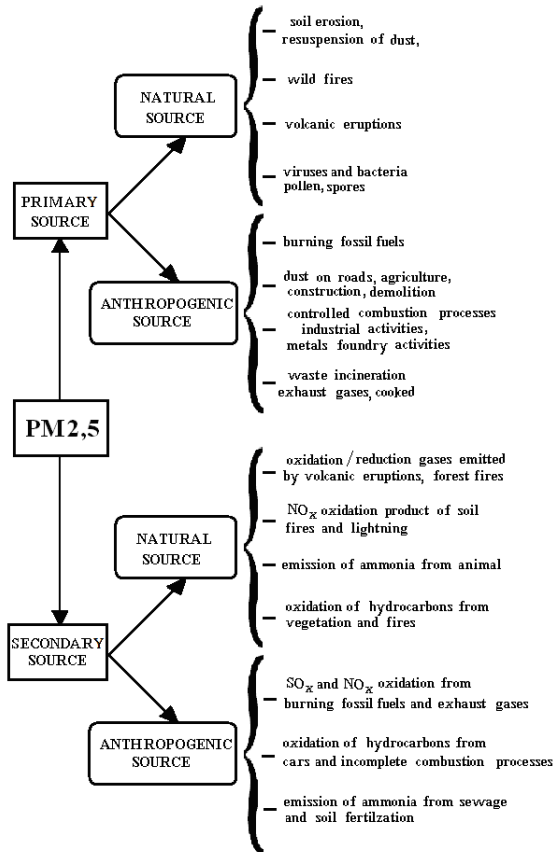 soil erosion,
resuspension of dust,
wild fires
NATURAL
SOURCE
volcanic eruptions
viruses and bacteria
pollen, spores
PRIMARY
SOURCE
burning fossil fuels
dust on roads, agriculture,
construction, demolition
ANTHROPOGENIC
SOURCE
controlled combustion processes
industrial activities,
metals foundry activities
waste incineration
exhaust gases, cooked
PM2,5
oxidation / reduction gases emitted
by volcanic eruptions, forest fires
NOx oxidation product of soil
fires and lightning
NATURAL
SOURCE
emission of ammonia from animal
oxidation of hydrocarbons from
vegetation and fires
SECONDARY
SOURCE
SOx and NOx oxidation from
burning fossil fuels and exhaust gases
ANTHROPOGENIC
SOURCE
oxidation of hydrocarbons from
cars and incomplete combustion processes
emission of ammonia from sewage
and soil fertilzation